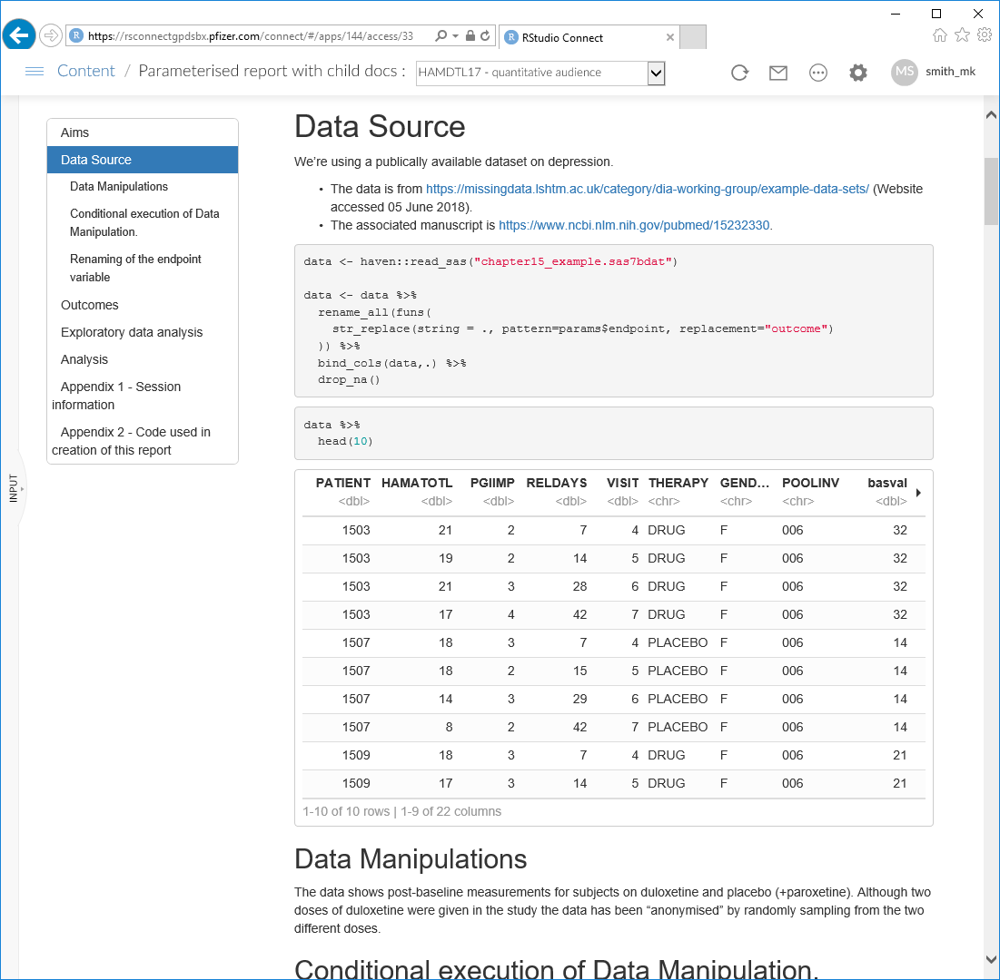 https://rsconnectgpdsbx.pfizer.com/connect/#/apps/144/access/33
RStudio Connect
Content / Parameterised report with child docs : HAMDTL17 - quantitative audience
MS smith_mk
Aims
Data Source
Data Manipulations
Conditional execution of Data
Manipulation.
Renaming of the endpoint
variable
Outcomes
Exploratory data analysis
Analysis
Appendix 1 - Session
information
Appendix 2 - Code used in
creation of this report
INPUT
Data Source
We're using a publically available dataset on depression.
• The data is from https://missingdata.lshtm.ac.uk/category/dia-working-group/example-data-sets/ (Website
accessed 05 June 2018).
• The associated manuscript is https://www.ncbi.nlm.nih.gov/pubmed/15232330.
data <- haven::read_sas("chapter15_example.sas7bdat")
data <- data %>%
rename_all(funs(
str_replace(string = ., pattern=params$endpoint, replacement="outcome")
)) %>%
bind_cols(data,.) %>%
drop_na()
data %>%
head(10)
PATIENT HAMATOTL PGIIMP RELDAYS VISIT THERAPY GEND... POOLINV basval
<dbl> <dbl> <dbl> <dbl> <dbl> <chr> <chr> <chr> <dbl>
1503 21 2 7 4 DRUG F 006 32
1503 19 2 14 5 DRUG F 006 32
1503 21 3 28 6 DRUG F 006 32
1503 17 4 42 7 DRUG F 006 32
1507 18 3 7 4 PLACEBO F 006 14
1507 18 2 15 5 PLACEBO F 006 14
1507 14 3 29 6 PLACEBO F 006 14
1507 8 2 42 7 PLACEBO F 006 14
1509 18 3 7 4 DRUG F 006 21
1509 17 3 14 5 DRUG F 006 21
1-10 of 10 rows | 1-9 of 22 columns
Data Manipulations
The data shows post-baseline measurements for subjects on duloxetine and placebo (+paroxetine). Although two
doses of duloxetine were given in the study the data has been “anonymised” by randomly sampling from the two
different doses.
Conditional execution of Data Manipulation.